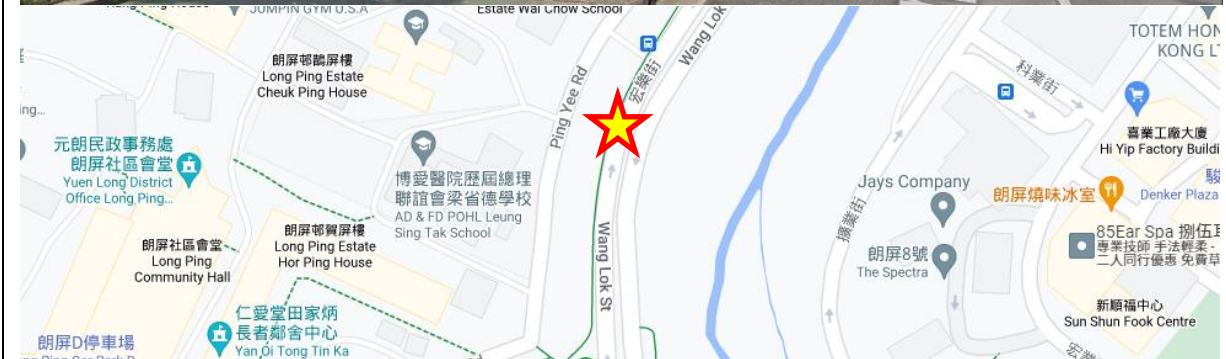 JUMPIN GYM U.S.A
Estate Wai Chow School
Wang Lok
TOTEM HON
KONG L
朗屏邨鵲屏樓
Long Ping Estate
Cheuk Ping House
Ping Yee Rd
宏樂街
科業街
喜業工廠大廈
Hi Yip Factory Buildi
元朗民政事務處
朗屏社區會堂
Yuen Long District
Office Long Ping...
博愛醫院歷屆總理
聯誼會梁省德學校
AD & FD POHL Leung
Sing Tak School
Jays Company
朗屏燒味冰室
駿
Denker Plaza
擴業街
朗屏社區會堂
Long Ping
Community Hall
朗屏邨賀屏樓
Long Ping Estate
Hor Ping House
Wang Lok St
朗屏8號
The Spectra
85Ear Spa 捌伍耳
專業技師 手法輕柔 -
二人同行優惠 免費草
仁愛堂田家炳
長者鄰舍中心
Yan Oi Tong Tin Ka
朗屏D停車場
新順福中心
Sun Shun Fook Centre